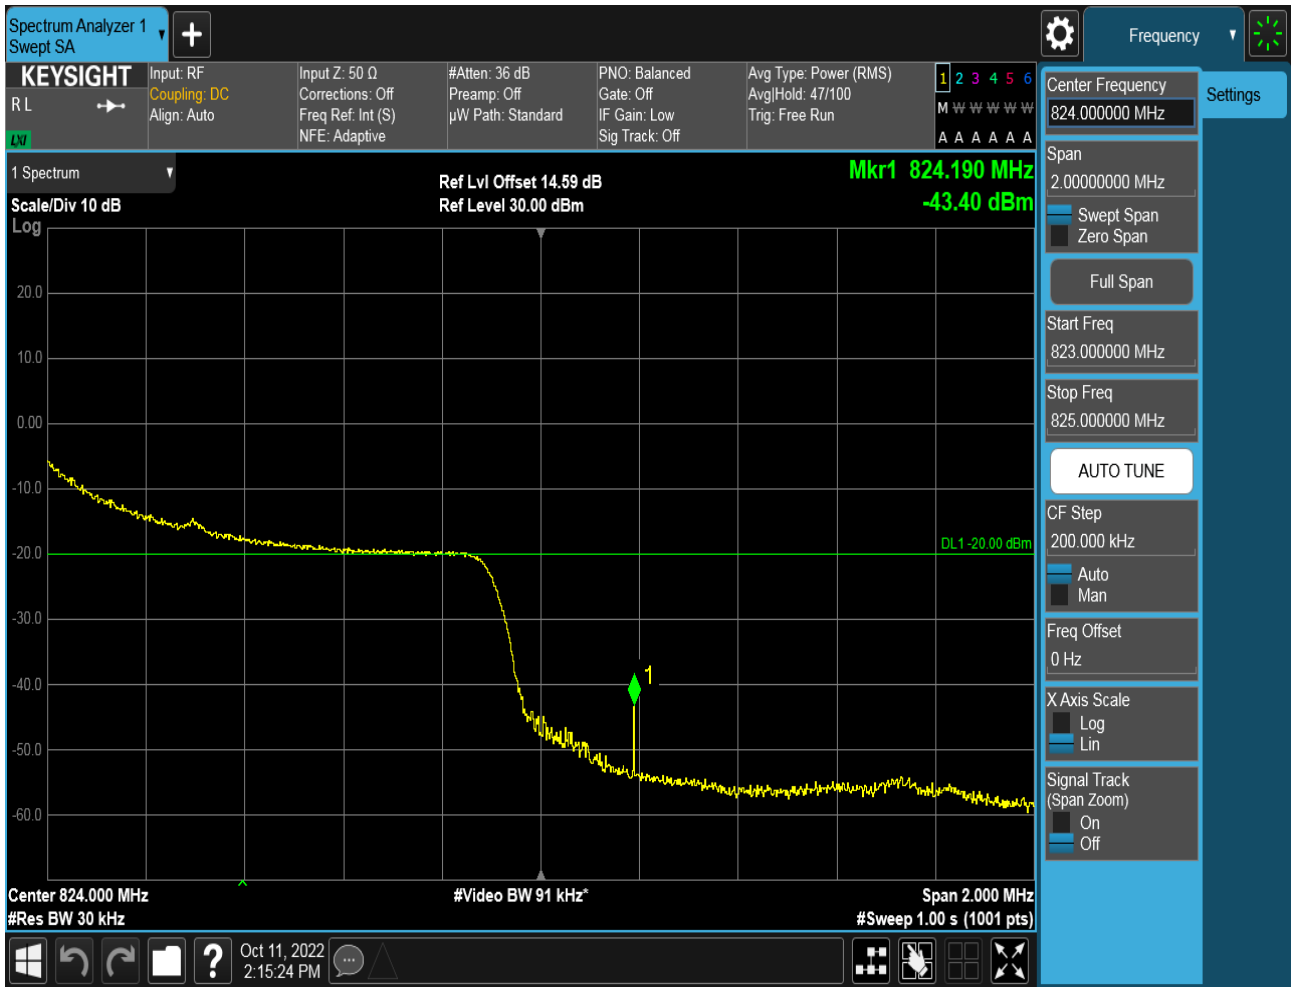 Spectrum Analyzer 1
Swept SA
+
Frequency
KEYSIGHT
R L
LXI
Input: RF
Coupling: DC
Align: Auto
Input Z: 50 Ω
Corrections: Off
Freq Ref: Int (S)
NFE: Adaptive
#Atten: 36 dB
Preamp: Off
µW Path: Standard
PNO: Balanced
Gate: Off
IF Gain: Low
Sig Track: Off
Avg Type: Power (RMS)
Avg|Hold: 47/100
Trig: Free Run
1 2 3 4 5 6
M W W W W W
A A A A A A
1 Spectrum
Scale/Div 10 dB
Log
Ref Lvl Offset 14.59 dB
Ref Level 30.00 dBm
Mkr1 824.190 MHz
-43.40 dBm
20.0
10.0
0.00
-10.0
-20.0
-30.0
-40.0
-50.0
-60.0
DL1 -20.00 dBm
1
Center 824.000 MHz
#Res BW 30 kHz
#Video BW 91 kHz*
Span 2.000 MHz
#Sweep 1.00 s (1001 pts)
Center Frequency
824.000000 MHz
Span
2.00000000 MHz
Swept Span
Zero Span
Full Span
Start Freq
823.000000 MHz
Stop Freq
825.000000 MHz
AUTO TUNE
CF Step
200.000 kHz
Auto
Man
Freq Offset
0 Hz
X Axis Scale
Log
Lin
Signal Track
(Span Zoom)
On
Off
Settings
?
Oct 11, 2022
2:15:24 PM